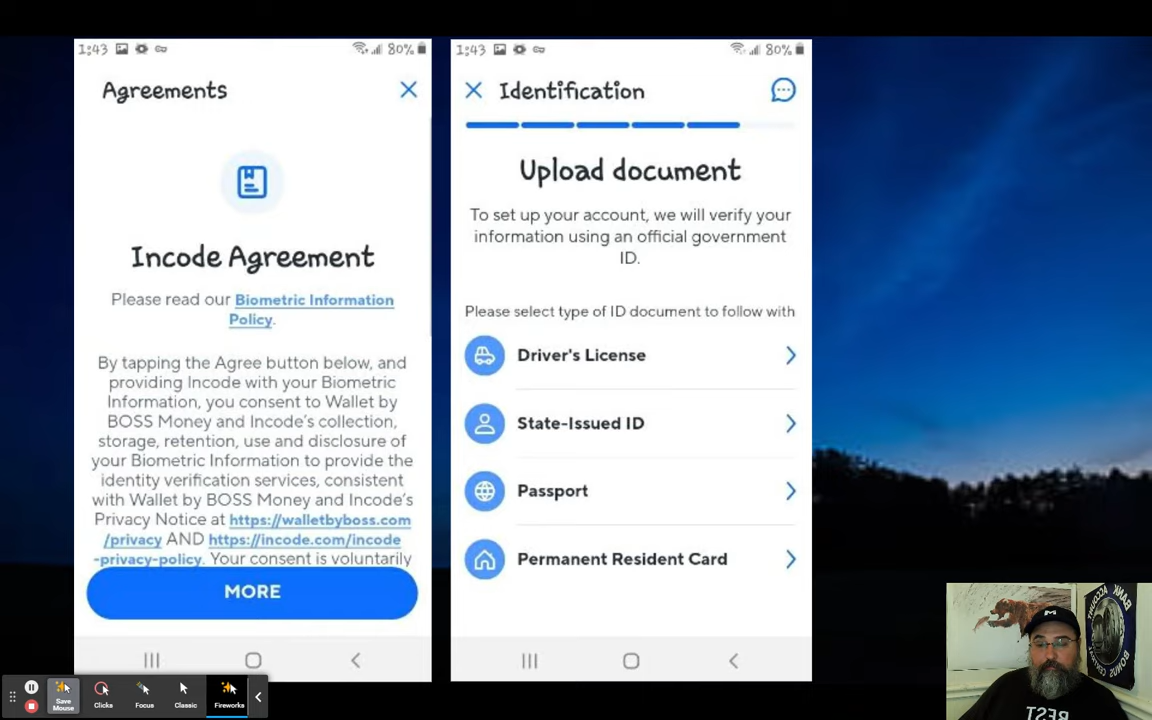 1:43
80%
Agreements
Incode Agreement
Please read our Biometric Information
Policy.
By tapping the Agree button below, and
providing Incode with your Biometric
Information, you consent to Wallet by
BOSS Money and Incode's collection,
storage, retention, use and disclosure of
your Biometric Information to provide the
identity verification services, consistent
with Wallet by BOSS Money and Incode's
Privacy Notice at https://walletbyboss.com
/privacy AND https://incode.com/incode
-privacy-policy. Your consent is voluntarily
MORE
1:43
80%
Identification
Upload document
To set up your account, we will verify your
information using an official government
ID.
Please select type of ID document to follow with
Driver's License
State-Issued ID
Passport
Permanent Resident Card
Save
Mouse
Clicks
Focus
Classic
Fireworks
M
BANK
ACCOUNT
BONUS CENTRAL
BEST